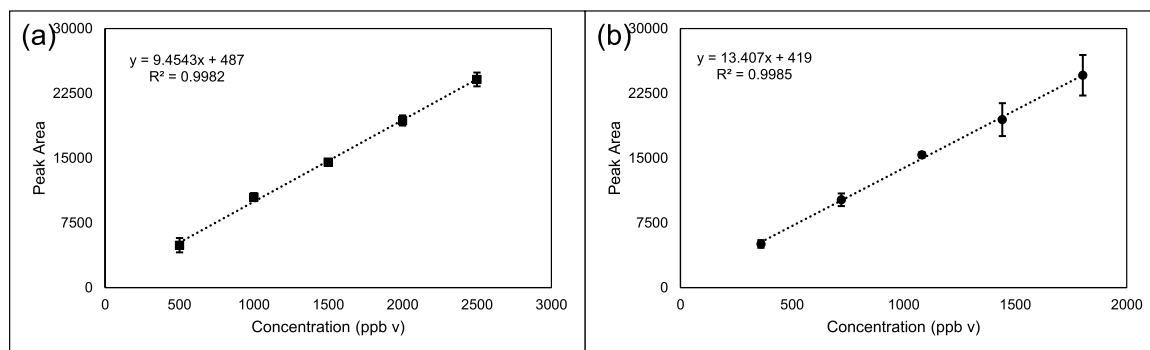 (a)
y = 9.4543x + 487
R² = 0.9982
30000
22500
15000
7500
0
Peak Area
0 500 1000 1500 2000 2500 3000
Concentration (ppb v)
(b)
y = 13.407x + 419
R² = 0.9985
30000
22500
15000
7500
0
Peak Area
0 500 1000 1500 2000
Concentration (ppb v)